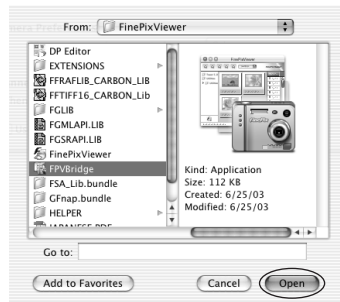 From: FinePixViewer
DP Editor
EXTENSIONS
FFRAFLIB_CARBON_LIB
FFTIFF16_CARBON_Lib
FGLIB
FGMLAPI.LIB
FGSRAPI.LIB
FinePixViewer
FPVBridge
FSA_Lib.bundle
GFnap.bundle
HELPER
JAPANESE.PDF
FinePixViewer
Kind: Application
Size: 112 KB
Created: 6/25/03
Modified: 6/25/03
Go to:
Add to Favorites
Cancel
Open